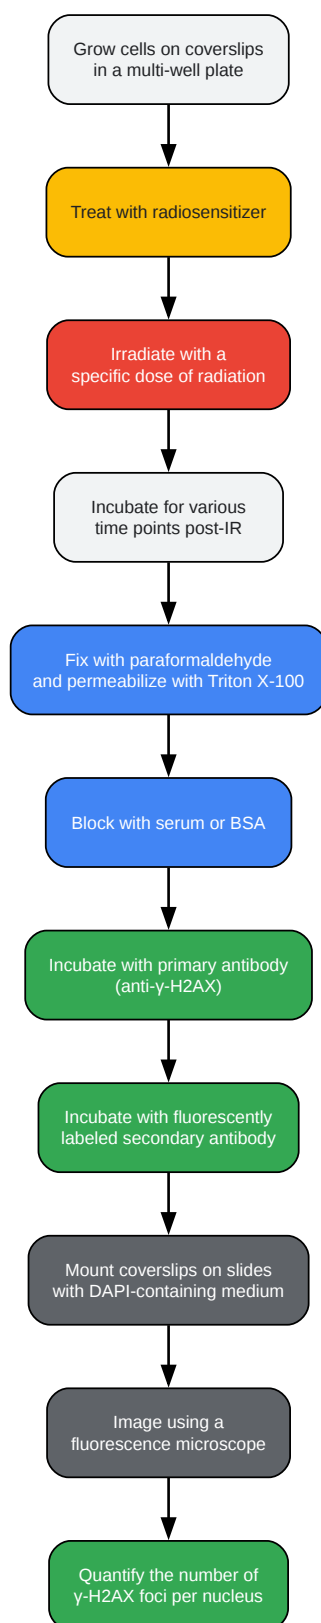 Grow cells on coverslips
in a multi-well plate
Treat with radiosensitizer
Irradiate with a
specific dose of radiation
Incubate for various
time points post-IR
Fix with paraformaldehyde
and permeabilize with Triton X-100
Block with serum or BSA
Incubate with primary antibody
(anti-γ-H2AX)
Incubate with fluorescently
labeled secondary antibody
Mount coverslips on slides
with DAPI-containing medium
Image using a
fluorescence microscope
Quantify the number of
γ-H2AX foci per nucleus